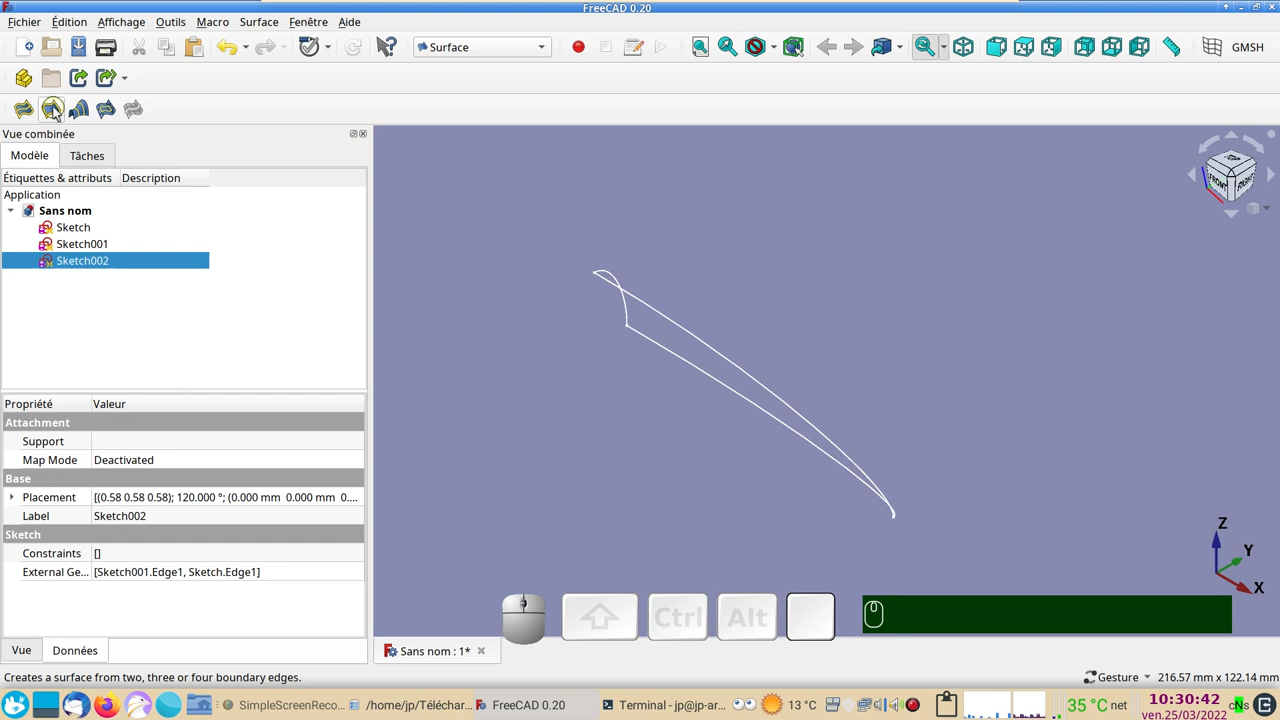 FreeCAD 0.20
Fichier Édition Affichage Outils Macro Surface Fenêtre Aide
Surface GMSH
Vue combinée
Modèle Tâches
Étiquettes & attributs Description
Application
Sans nom
Sketch
Sketch001
Sketch002
FRONT
Propriété Valeur
Attachment
Support
Map Mode Deactivated
Base
Placement [(0.58 0.58 0.58); 120.000 °; (0.000 mm 0.000 mm 0....
Label Sketch002
Sketch
Constraints []
External Ge... [Sketch001.Edge1, Sketch.Edge1]
Z
Y
X
Ctrl Alt
Vue Données
Sans nom : 1*
Creates a surface from two, three or four boundary edges. Gesture 216.57 mm x 122.14 mm
SimpleScreenReco... /home/jp/Téléchar... FreeCAD 0.20 Terminal - jp@jp-ar... 13 °C 35 °C net 10:30:42
ven.25/03/2022